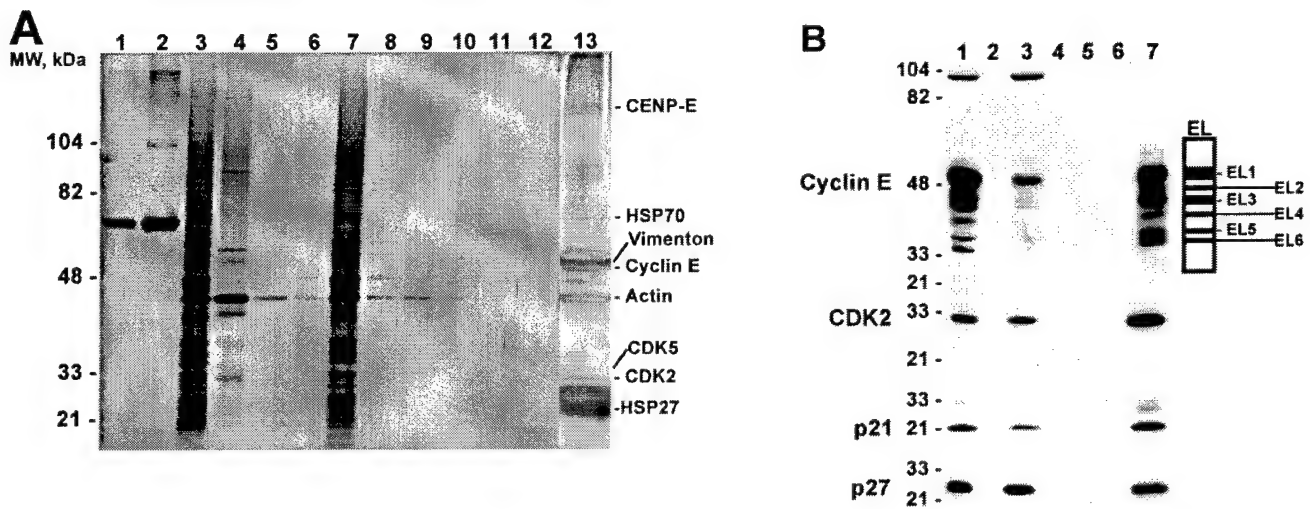 A
1 2 3 4 5 6 7 8 9 10 11 12 13
MW, kDa
104 -
82 -
48 -
33 -
21 -
- CENP-E
- HSP70
Vimenton
- Cyclin E
- Actin
CDK5
- CDK2
-HSP27
B
1 2 3 4 5 6 7
104 -
82 -
Cyclin E
48 -
33 -
21 -
CDK2
33 -
21 -
33 -
p21
21 -
p27
33 -
21 -
EL
- EL1
EL2
EL3
EL4
EL5
EL6